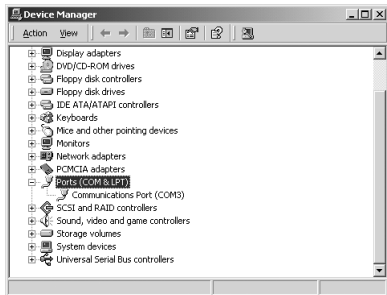 Device Manager
Action View
Display adapters
DVD/CD-ROM drives
Floppy disk controllers
Floppy disk drives
IDE ATA/ATAPI controllers
Keyboards
Mice and other pointing devices
Monitors
Network adapters
PCMCIA adapters
Ports (COM & LPT)
Communications Port (COM3)
SCSI and RAID controllers
Sound, video and game controllers
Storage volumes
System devices
Universal Serial Bus controllers